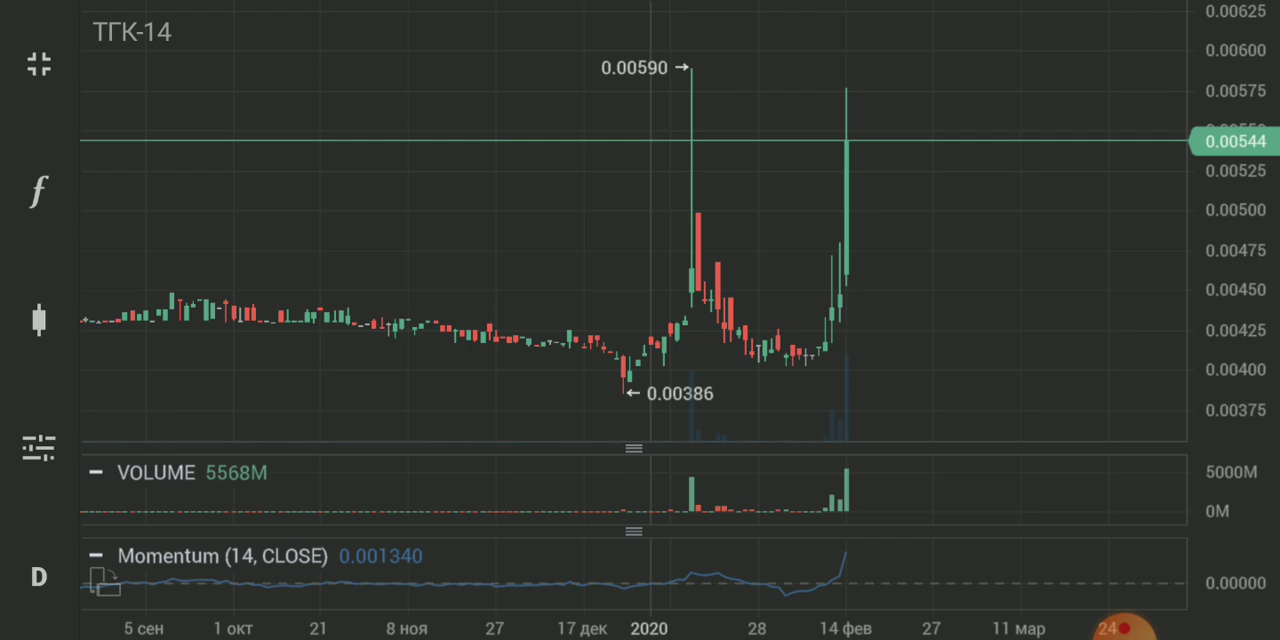 ТГК-14
0.00625
0.00600
0.00590
0.00575
0.00544
0.00525
0.00500
0.00475
0.00450
0.00425
0.00400
0.00386
0.00375
VOLUME 5568M
5000M
0M
Momentum (14, CLOSE) 0.001340
D
0.00000
5 сен 1 окт 21 8 ноя 27 17 дек 2020 28 14 фев 27 11 мар 24